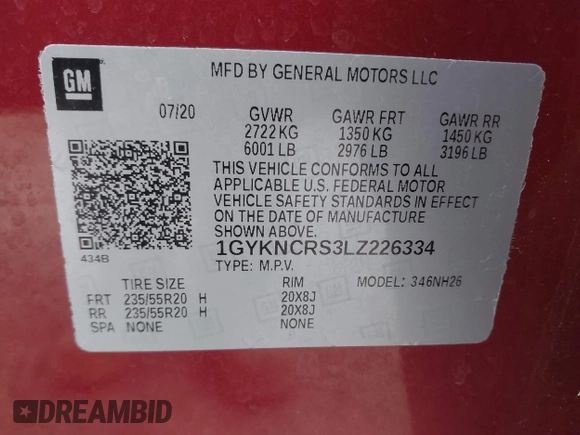 GM
MFD BY GENERAL MOTORS LLC
07/20 GVWR GAWR FRT GAWR RR
2722 KG 1350 KG 1450 KG
6001 LB 2976 LB 3196 LB
THIS VEHICLE CONFORMS TO ALL
APPLICABLE U.S. FEDERAL MOTOR
VEHICLE SAFETY STANDARDS IN EFFECT
ON THE DATE OF MANUFACTURE
SHOWN ABOVE.
434B
1GYKNCRS3LZ226334
TYPE: M.P.V. MODEL: 346NH26
TIRE SIZE RIM
FRT 235/55R20 H 20X8J
RR 235/55R20 H 20X8J
SPA NONE NONE
DREAMBID